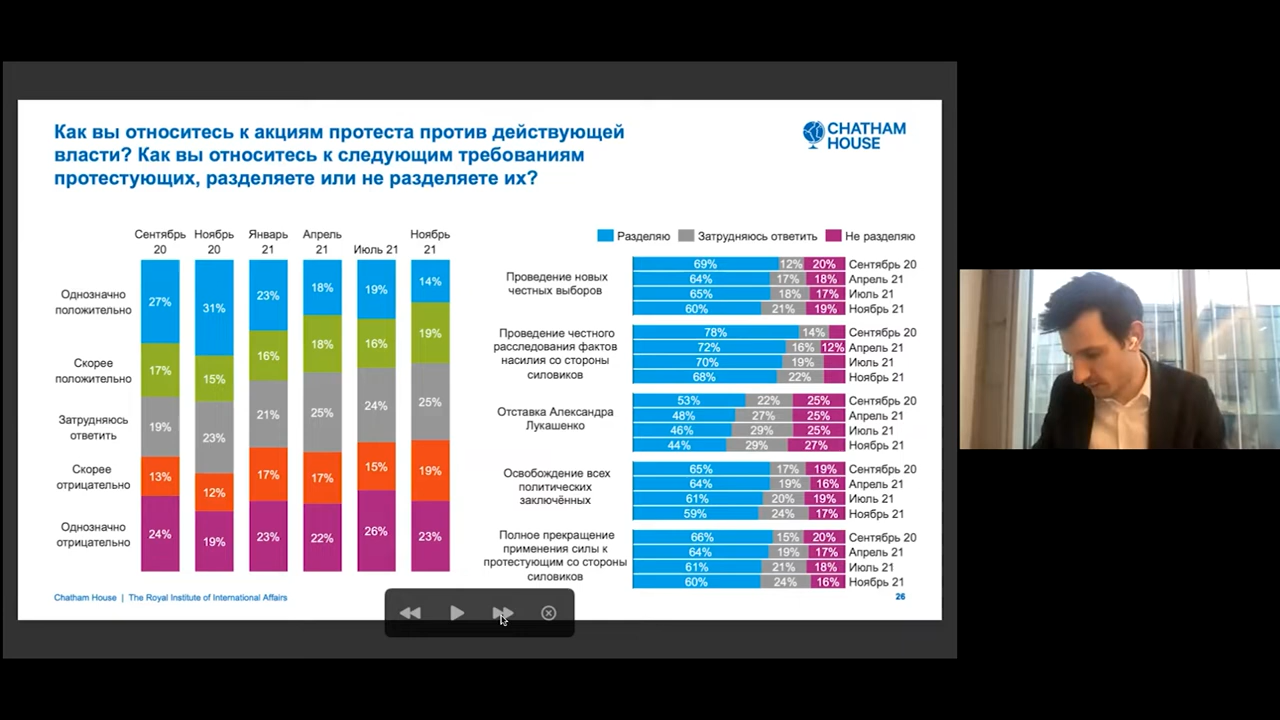 Как вы относитесь к акциям протеста против действующей
власти? Как вы относитесь к следующим требованиям
протестующих, разделяете или не разделяете их?
CHATHAM
HOUSE
Сентябрь
20
Ноябрь
20
Январь
21
Апрель
21
Июль 21
Ноябрь
21
Однозначно
положительно
27%
31%
23%
18%
19%
14%
Скорее
положительно
17%
15%
16%
18%
16%
19%
Затрудняюсь
ответить
19%
23%
21%
25%
24%
25%
Скорее
отрицательно
13%
12%
17%
17%
15%
19%
Однозначно
отрицательно
24%
19%
23%
22%
26%
23%
Разделяю
Затрудняюсь ответить
Не разделяю
Проведение новых
честных выборов
69% 12% 20% Сентябрь 20
64% 17% 18% Апрель 21
65% 18% 17% Июль 21
60% 21% 19% Ноябрь 21
Проведение честного
расследования фактов
насилия со стороны
силовиков
78% 14% Сентябрь 20
72% 16% 12% Апрель 21
70% 19% Июль 21
68% 22% Ноябрь 21
Отставка Александра
Лукашенко
53% 22% 25% Сентябрь 20
48% 27% 25% Апрель 21
46% 29% 25% Июль 21
44% 29% 27% Ноябрь 21
Освобождение всех
политических
заключённых
65% 17% 19% Сентябрь 20
64% 19% 16% Апрель 21
61% 20% 19% Июль 21
59% 24% 17% Ноябрь 21
Полное прекращение
применения силы к
протестующим со стороны
силовиков
66% 15% 20% Сентябрь 20
64% 19% 17% Апрель 21
61% 21% 18% Июль 21
60% 24% 16% Ноябрь 21
Chatham House | The Royal Institute of International Affairs
26